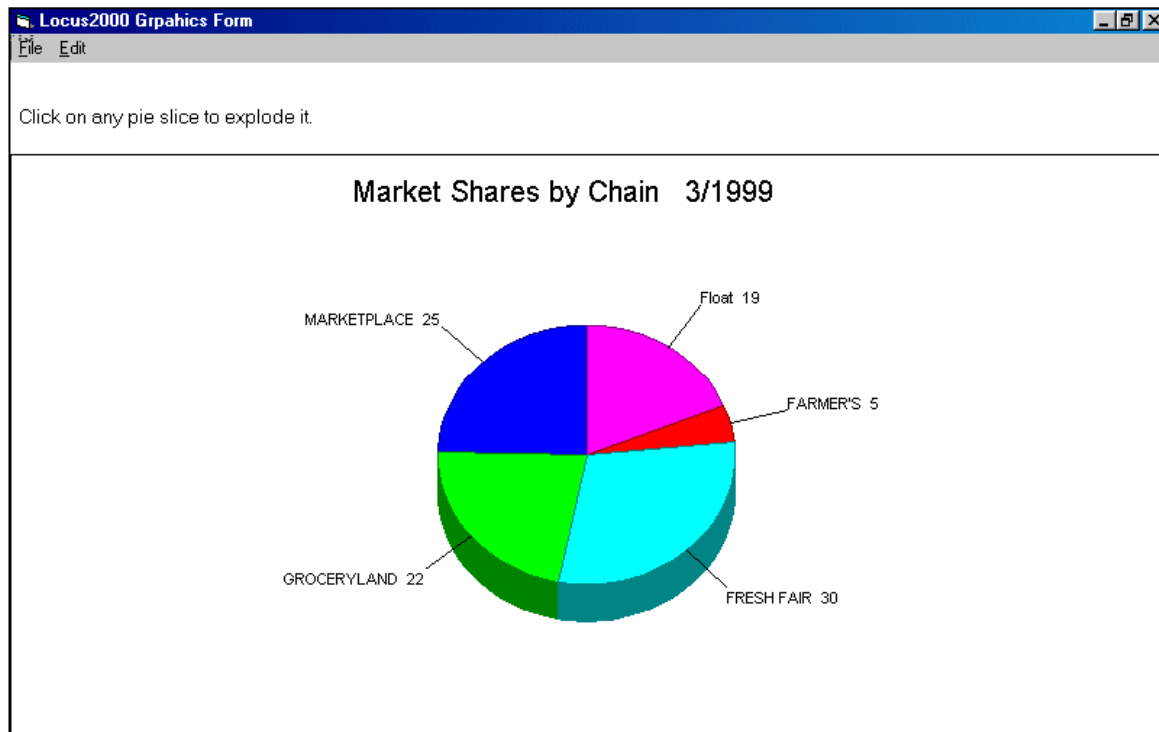 Locus2000 Grpahics Form
File Edit
Click on any pie slice to explode it.
Market Shares by Chain 3/1999
Float 19
MARKETPLACE 25
FARMER'S 5
GROCERYLAND 22
FRESH FAIR 30